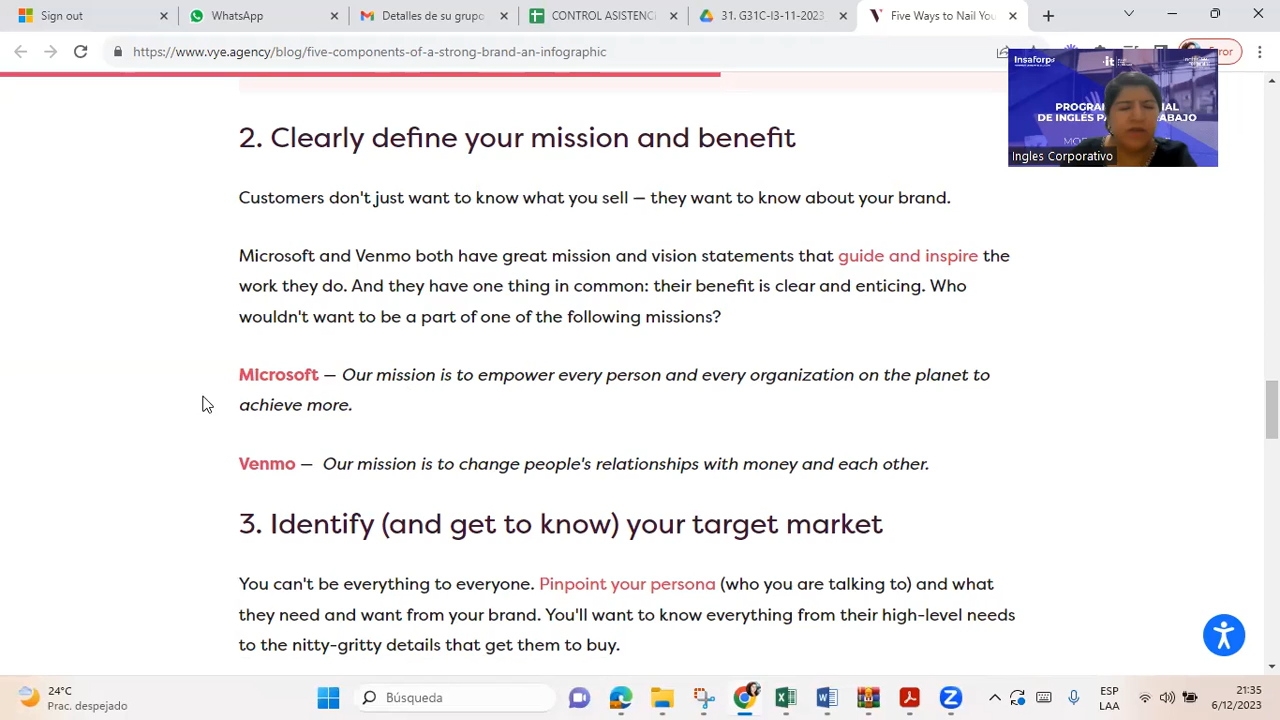 Sign out
WhatsApp
Detalles de su grupo
CONTROL ASISTENCI
31. G31C-I3-11-2023
Five Ways to Nail You
https://www.vye.agency/blog/five-components-of-a-strong-brand-an-infographic
Error
Insaforp
PROGRA
DE INGLÉS PA
Ingles Corporativo
2. Clearly define your mission and benefit
Customers don't just want to know what you sell — they want to know about your brand.
Microsoft and Venmo both have great mission and vision statements that guide and inspire the
work they do. And they have one thing in common: their benefit is clear and enticing. Who
wouldn't want to be a part of one of the following missions?
Microsoft — Our mission is to empower every person and every organization on the planet to
achieve more.
Venmo — Our mission is to change people's relationships with money and each other.
3. Identify (and get to know) your target market
You can't be everything to everyone. Pinpoint your persona (who you are talking to) and what
they need and want from your brand. You'll want to know everything from their high-level needs
to the nitty-gritty details that get them to buy.
24°C
Prac. despejado
Búsqueda
ESP
LAA
21:35
6/12/2023